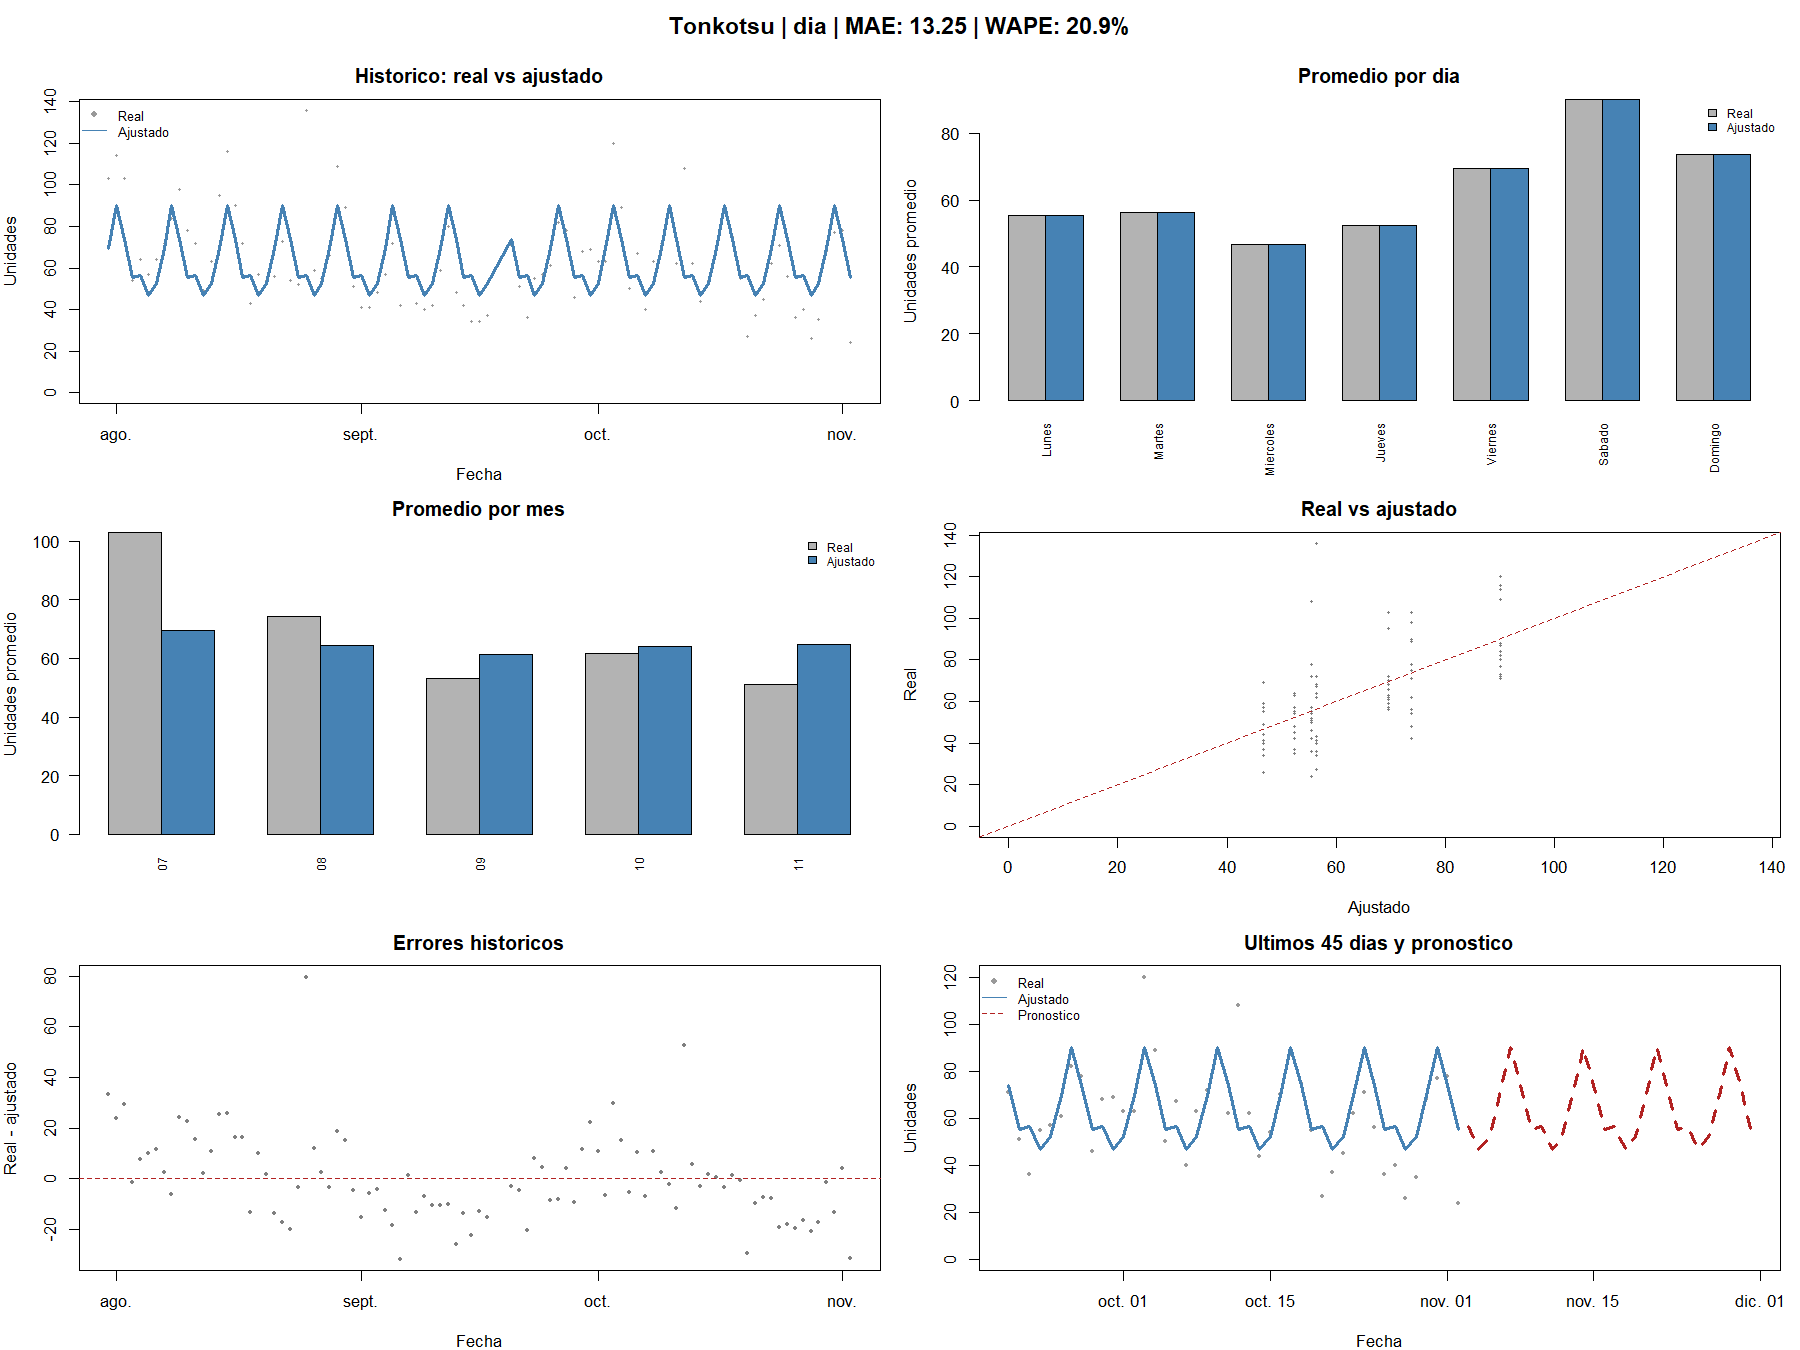 Tonkotsu | dia | MAE: 13.25 | WAPE: 20.9%
Historico: real vs ajustado
Real
Ajustado
Unidades
0 20 40 60 80 100 120 140
ago. sept. oct. nov.
Fecha
Promedio por dia
Real
Ajustado
Unidades promedio
0 20 40 60 80
Lunes Martes Miercoles Jueves Viernes Sabado Domingo
Promedio por mes
Real
Ajustado
Unidades promedio
0 20 40 60 80 100
07 08 09 10 11
Real vs ajustado
Real
0 20 40 60 80 100 120 140
0 20 40 60 80 100 120 140
Ajustado
Errores historicos
Real - ajustado
-20 0 20 40 60 80
ago. sept. oct. nov.
Fecha
Ultimos 45 dias y pronostico
Real
Ajustado
Pronostico
Unidades
0 20 40 60 80 100 120
oct. 01 oct. 15 nov. 01 nov. 15 dic. 01
Fecha